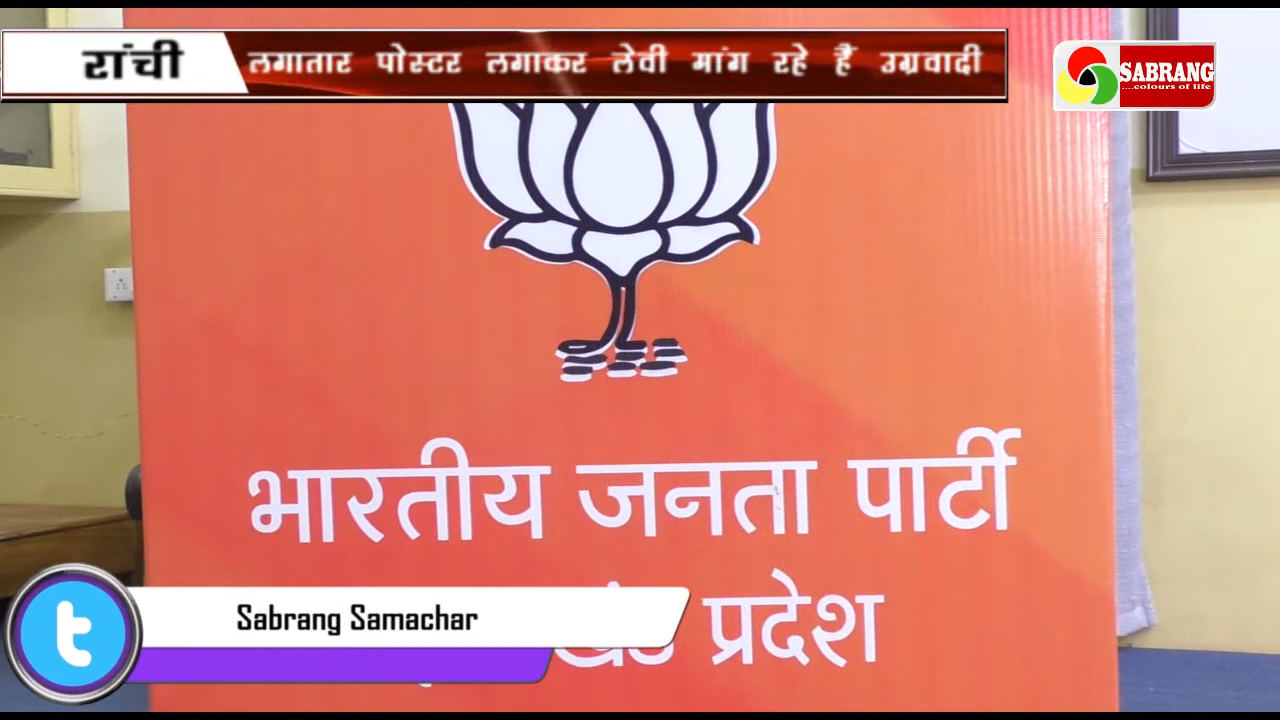 रांची
लगातार पोस्टर लगाकर लेवी मांग रहे हैं उग्रवादी
SABRANG
....colours of life
भारतीय जनता पार्टी
प्रदेश
Sabrang Samachar